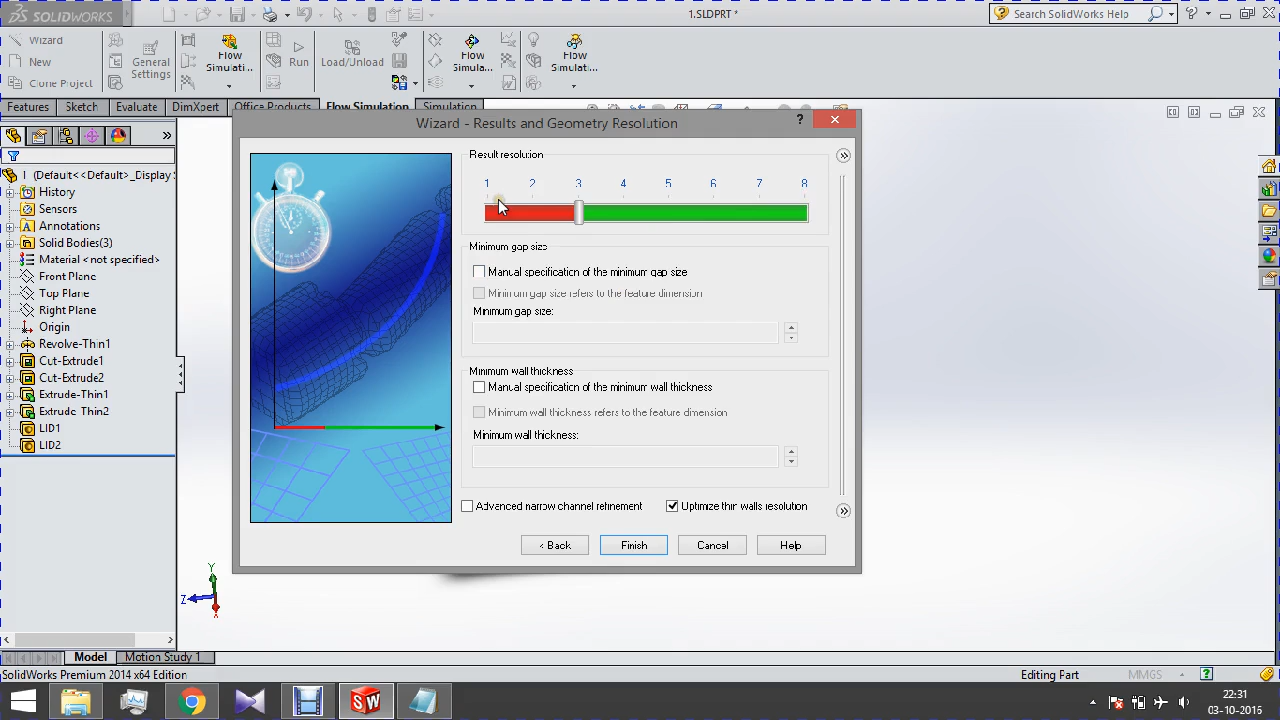 SOLIDWORKS
1.SLDPRT *
Search SolidWorks Help
Wizard
New
Clone Project
General
Settings
Flow
Simulati...
Run
Load/Unload
Flow
Simula...
Flow
Simulati...
Features
Sketch
Evaluate
DimXpert
Office Products
Flow Simulation
Simulation
Wizard - Results and Geometry Resolution
?
1 (Default<<Default>_Display S
History
Sensors
Annotations
Solid Bodies(3)
Material <not specified>
Front Plane
Top Plane
Right Plane
Origin
Revolve-Thin1
Cut-Extrude1
Cut-Extrude2
Extrude-Thin1
Extrude-Thin2
LID1
LID2
Result resolution
1 2 3 4 5 6 7 8
Minimum gap size
Manual specification of the minimum gap size
Minimum gap size refers to the feature dimension
Minimum gap size:
Minimum wall thickness
Manual specification of the minimum wall thickness
Minimum wall thickness refers to the feature dimension
Minimum wall thickness:
Advanced narrow channel refinement
Optimize thin walls resolution
< Back
Finish
Cancel
Help
Y
Z
X
Model
Motion Study 1
SolidWorks Premium 2014 x64 Edition
Editing Part
MMGS
?
SW
22:31
03-10-2016